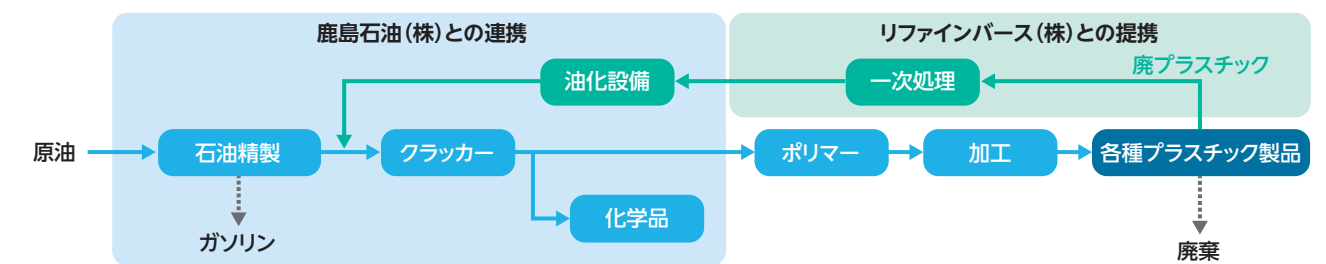 鹿島石油(株)との連携
リファインバース(株)との提携
廃プラスチック
油化設備
一次処理
原油
石油精製
クラッカー
ポリマー
加工
各種プラスチック製品
化学品
ガソリン
廃棄